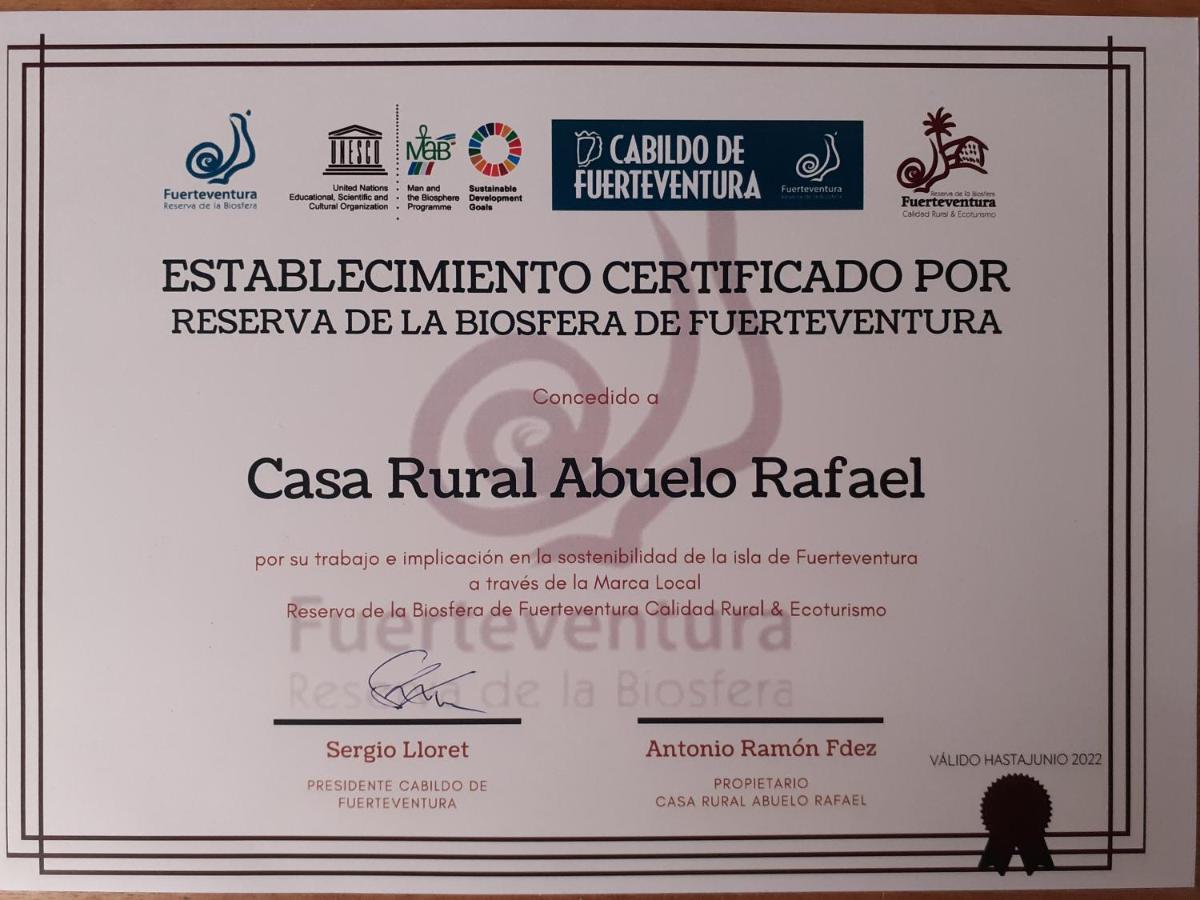 Fuerteventura
Reserva de la Biosfera
UNESCO
United Nations
Educational, Scientific and
Cultural Organization
MaB
Man and
the Biosphere
Programme
Sustainable
Development
Goals
CABILDO DE
FUERTEVENTURA
Fuerteventura
Reserva de la Biosfera
Reserva de la Biosfera
Fuerteventura
Calidad Rural & Ecoturismo
ESTABLECIMIENTO CERTIFICADO POR
RESERVA DE LA BIOSFERA DE FUERTEVENTURA
Concedido a
Casa Rural Abuelo Rafael
por su trabajo e implicación en la sostenibilidad de la isla de Fuerteventura
a través de la Marca Local
Reserva de la Biosfera de Fuerteventura Calidad Rural & Ecoturismo
Fuerteventura
Reserva de la Biosfera
Sergio Lloret
PRESIDENTE CABILDO DE
FUERTEVENTURA
Antonio Ramón Fdez
PROPIETARIO
CASA RURAL ABUELO RAFAEL
VÁLIDO HASTAJUNIO 2022